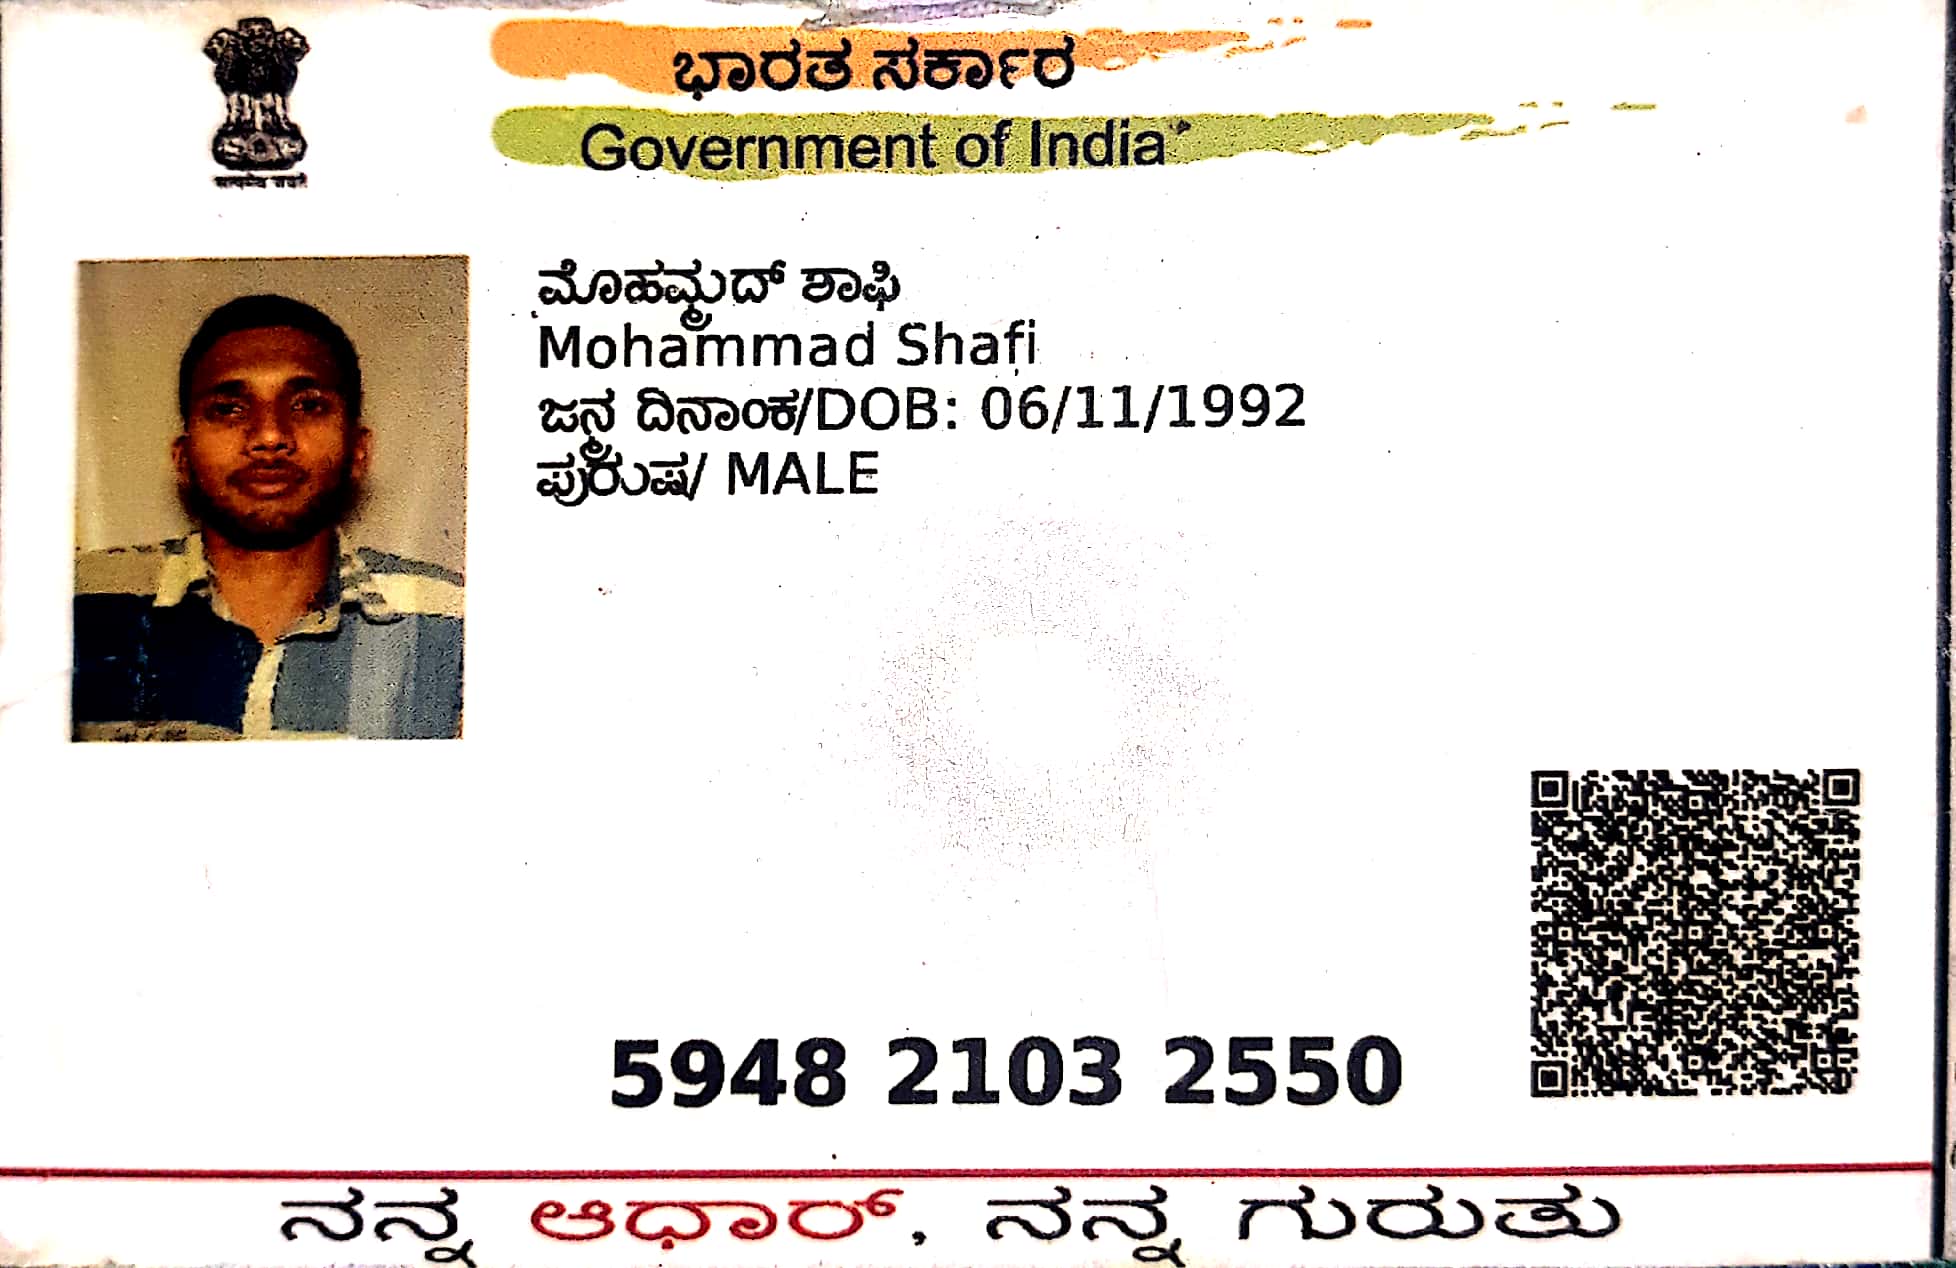 ಭಾರತ ಸರ್ಕಾರ
Government of India
ಮೊಹಮ್ಮದ್ ಶಾಫಿ
Mohammad Shafi
ಜನ್ಮ ದಿನಾಂಕ/DOB: 06/11/1992
ಪುರುಷ/ MALE
5948 2103 2550
ನನ್ನ ಆಧಾರ್, ನನ್ನ ಗುರುತು